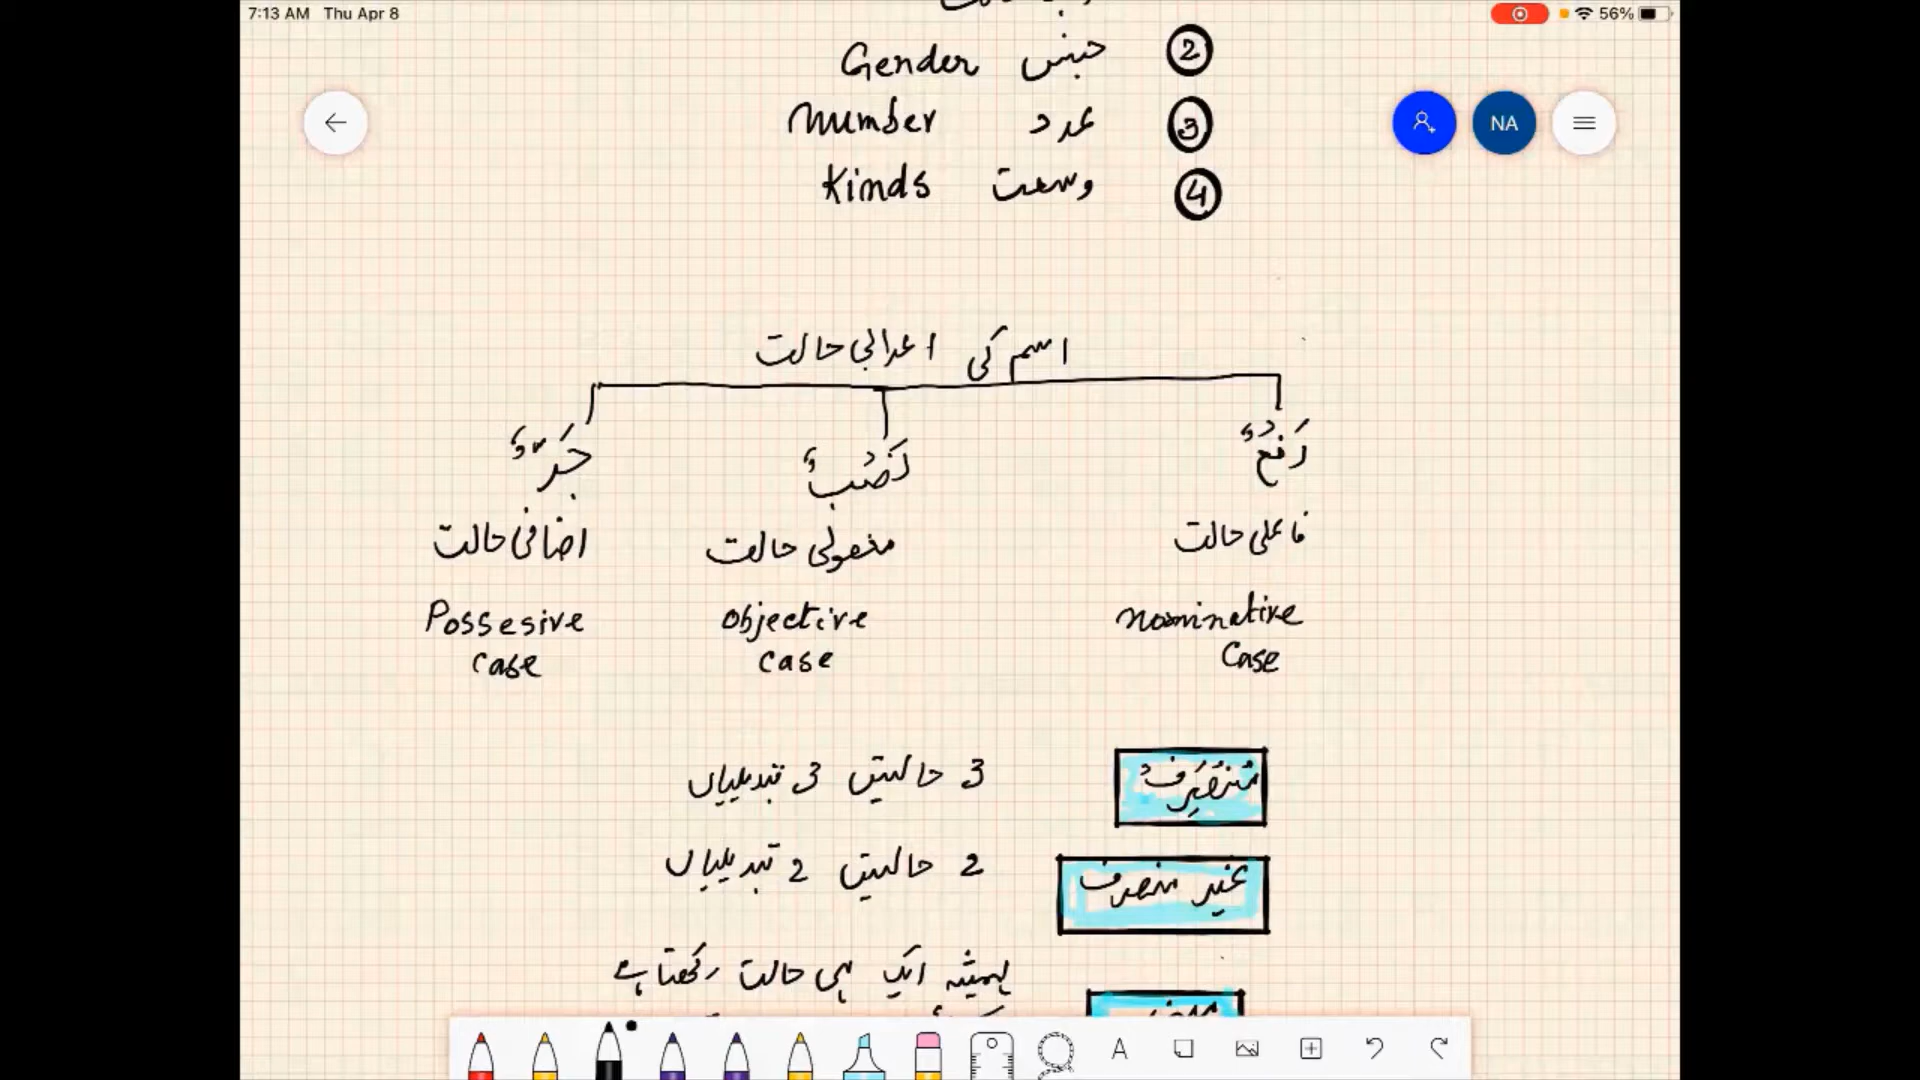 7:13 AM Thu Apr 8
56%
② جنس Gender
③ عدد Number
④ وسعت Kinds
NA
اسم کی اعرابی حالت
رَفْعٌ نَصْبٌ جَرٌّ
فاعلی حالت مفعولی حالت اضافی حالت
Nominative Objective Possesive
Case Case Case
مُنْصَرِفْ 3 حالتیں 3 تبدیلیاں
غیر منصرف 2 حالتیں 2 تبدیلیاں
ہمیشہ ایک ہی حالت رکھتا ہے
A